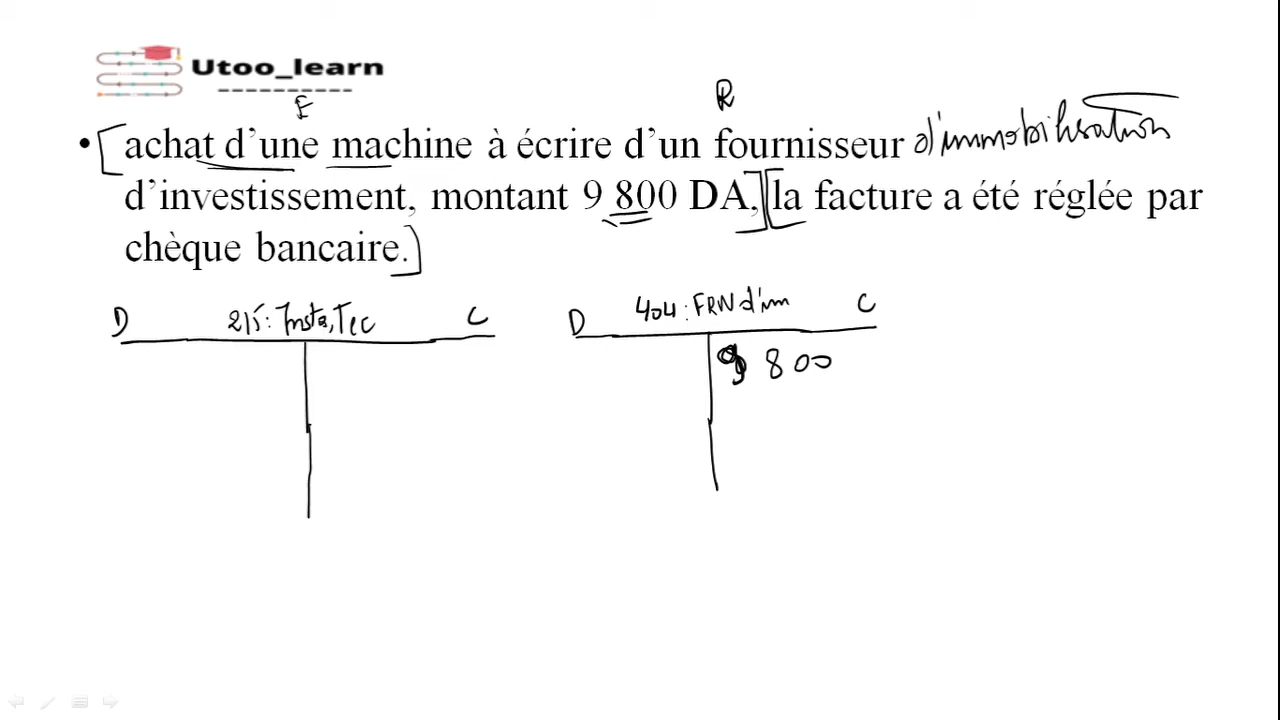 Utoo_learn
E R
• [achat d'une machine à écrire d'un fournisseur d'immobilisation
d'investissement, montant 9 800 DA,] [la facture a été réglée par
chèque bancaire.]
D 215: Insta, Tec C
D 404: FRN d'im C
9 800